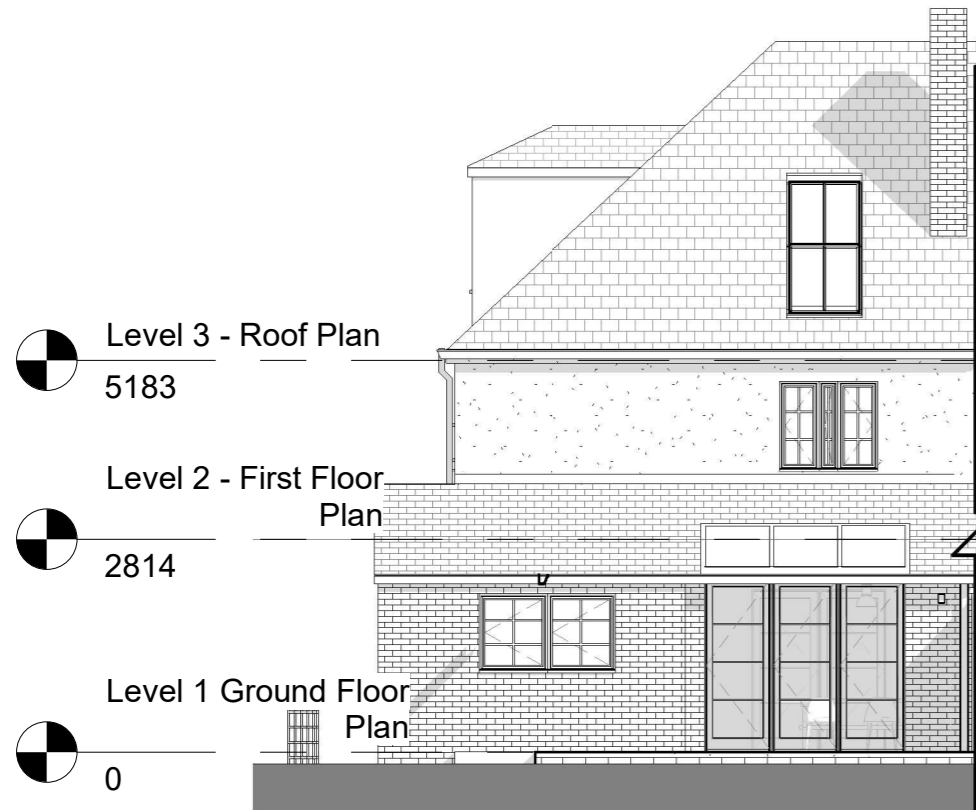 Level 3 - Roof Plan
5183
Level 2 - First Floor
Plan
2814
Level 1 Ground Floor
Plan
0